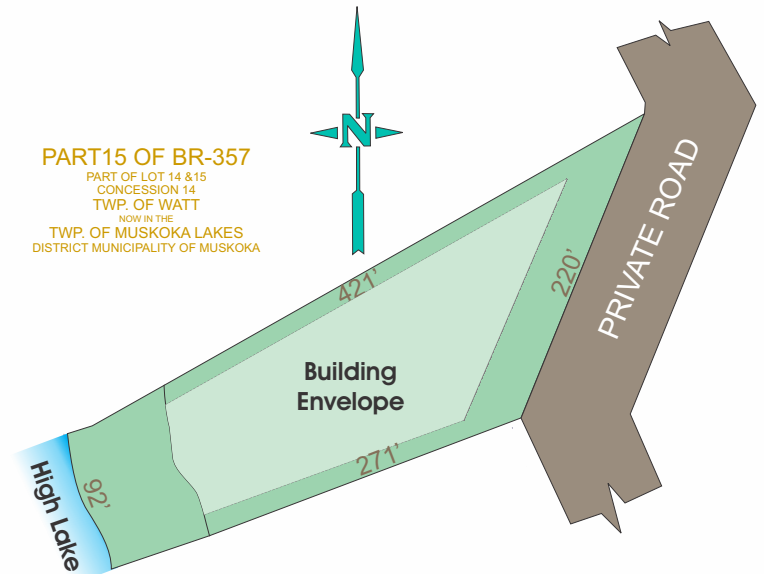 N
PART15 OF BR-357
PART OF LOT 14 &15
CONCESSION 14
TWP. OF WATT
NOW IN THE
TWP. OF MUSKOKA LAKES
DISTRICT MUNICIPALITY OF MUSKOKA
421'
220'
PRIVATE ROAD
Building
Envelope
271'
92'
High Lake